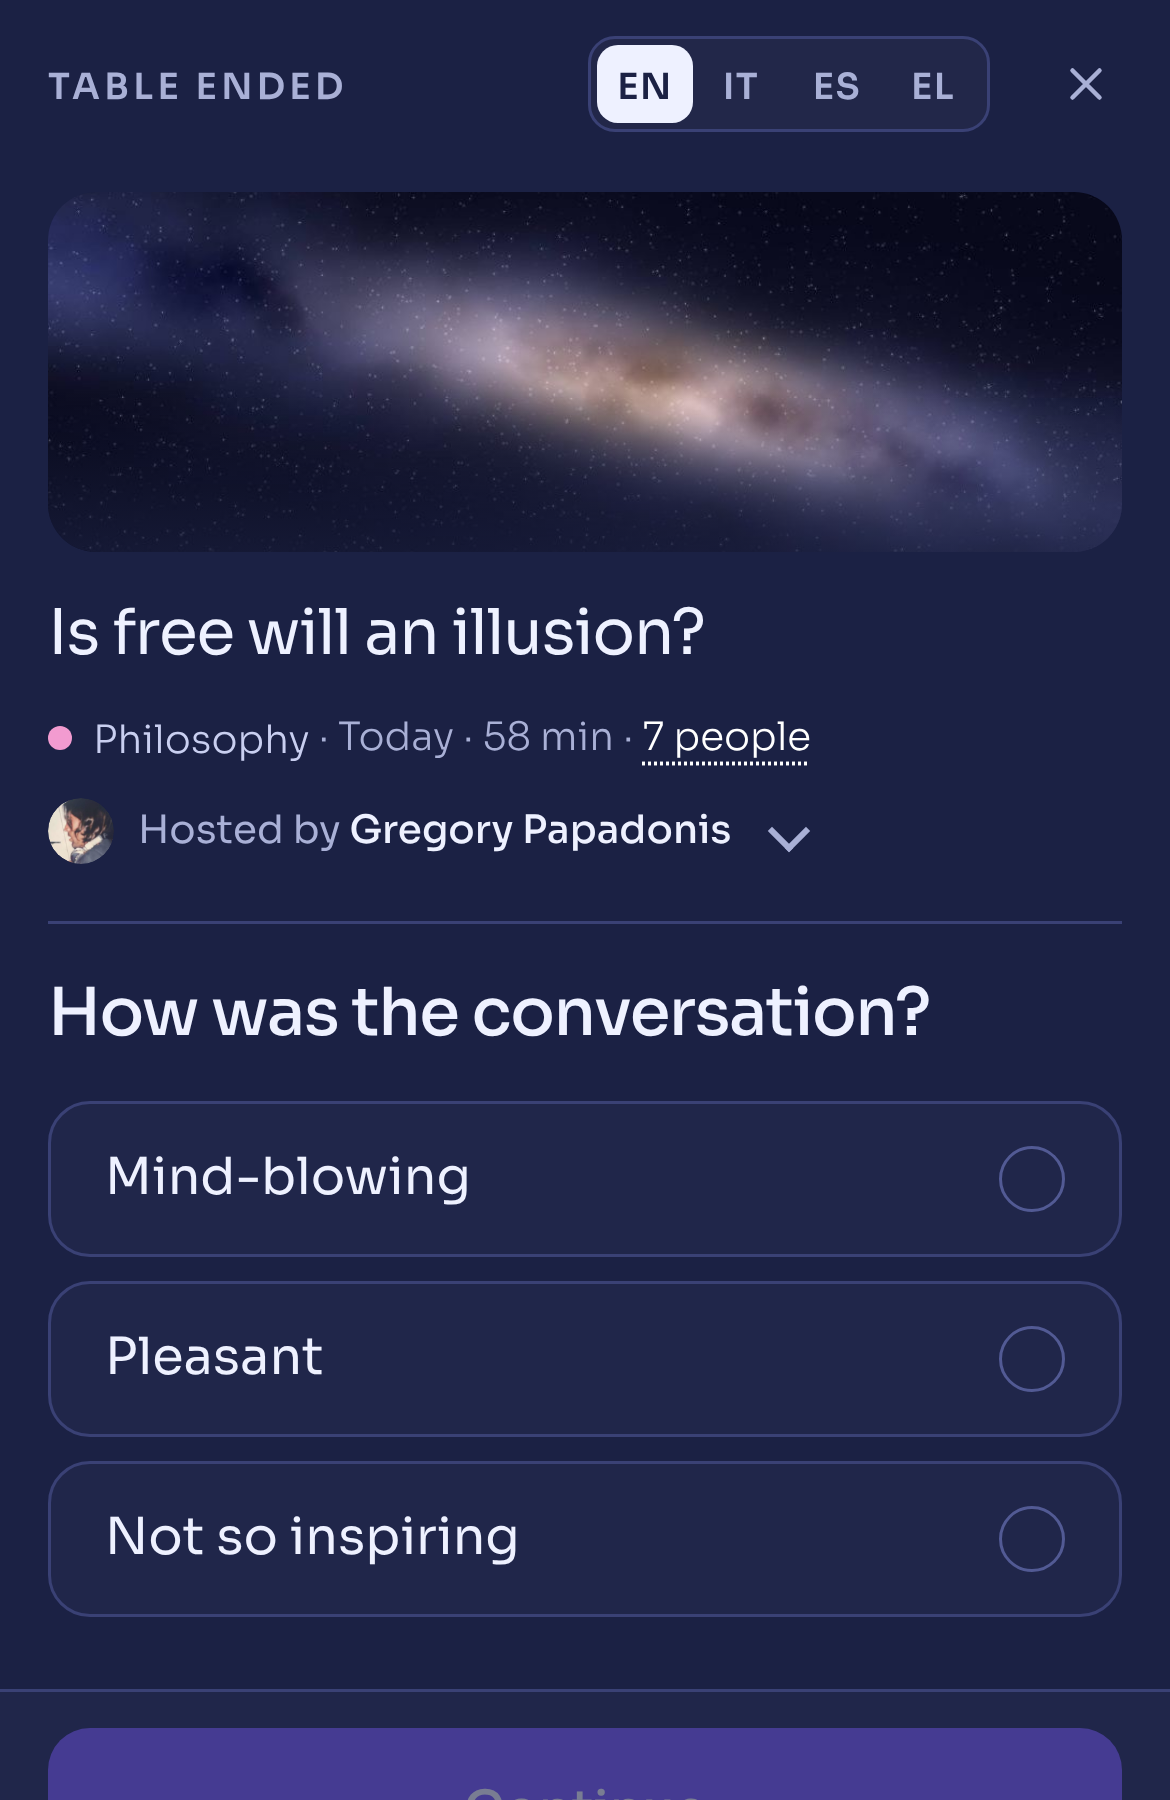 TABLE ENDED EN IT ES EL
Is free will an illusion?
Philosophy · Today · 58 min · 7 people
Hosted by Gregory Papadonis
How was the conversation?
Mind-blowing
Pleasant
Not so inspiring
Continue